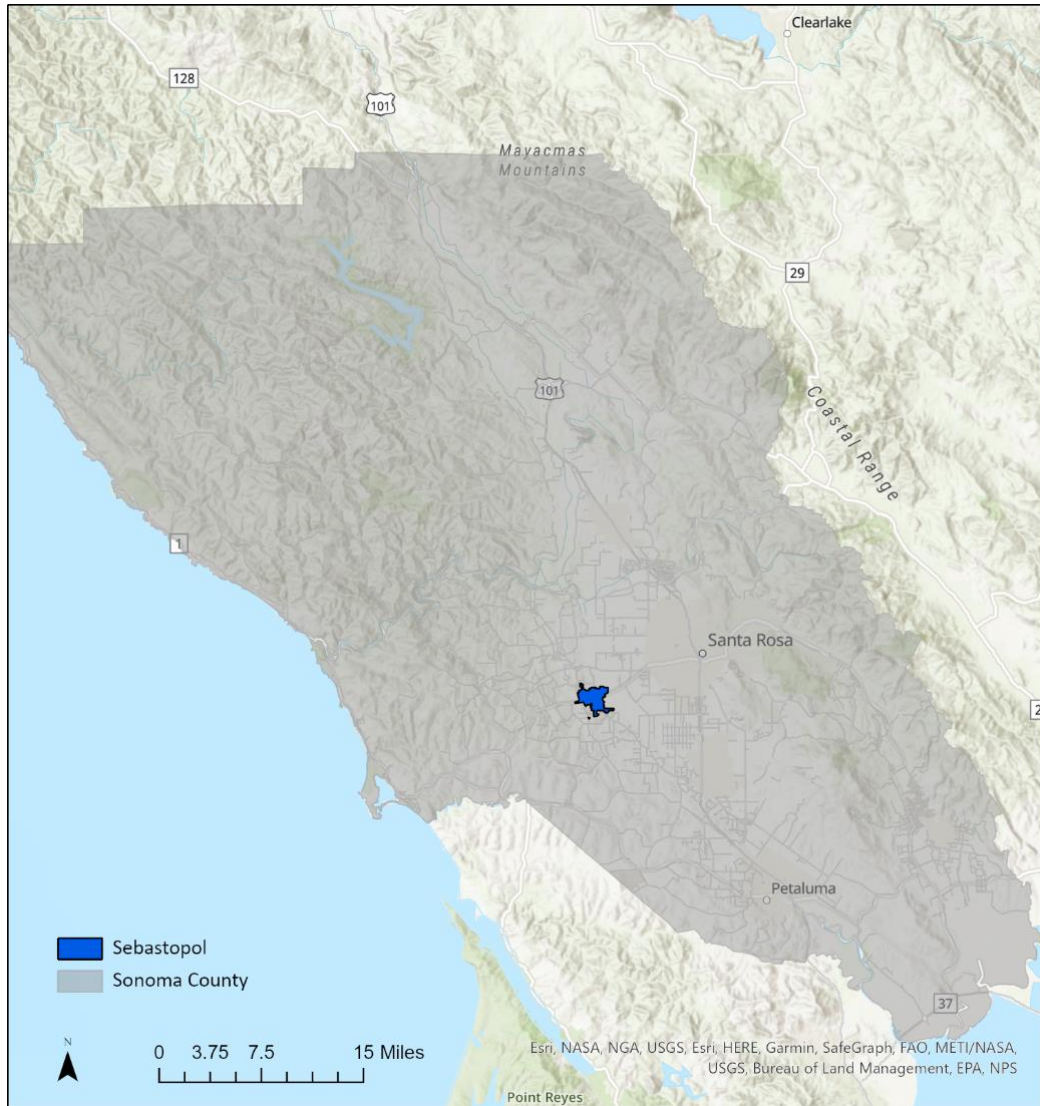 Clearlake
128
101
Mayacmas
Mountains
29
101
Coastal Range
1
Santa Rosa
2
Petaluma
Sebastopol
Sonoma County
37
N
0 3.75 7.5 15 Miles
Esri, NASA, NGA, USGS, Esri, HERE, Garmin, SafeGraph, FAO, METI/NASA,
USGS, Bureau of Land Management, EPA, NPS
Point Reyes